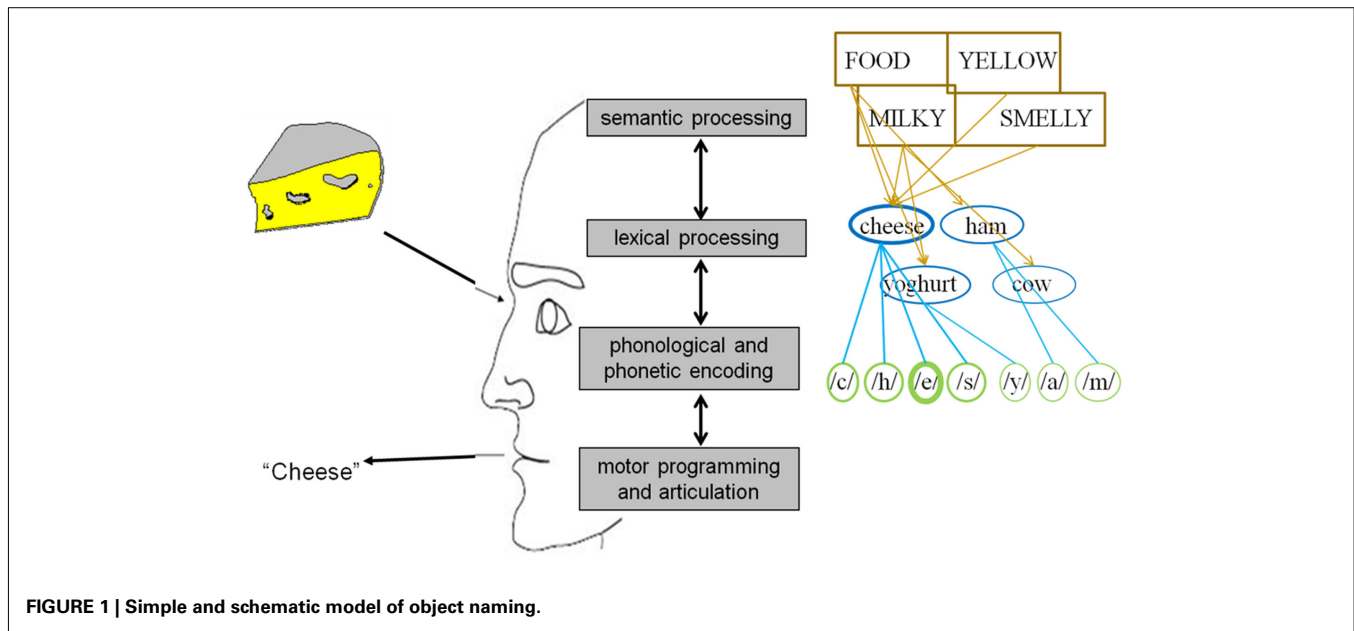 FOOD YELLOW
MILKY SMELLY
semantic processing
cheese ham
lexical processing
yoghurt cow
phonological and
phonetic encoding
/c/ /h/ /e/ /s/ /y/ /a/ /m/
"Cheese"
motor programming
and articulation
FIGURE 1 | Simple and schematic model of object naming.